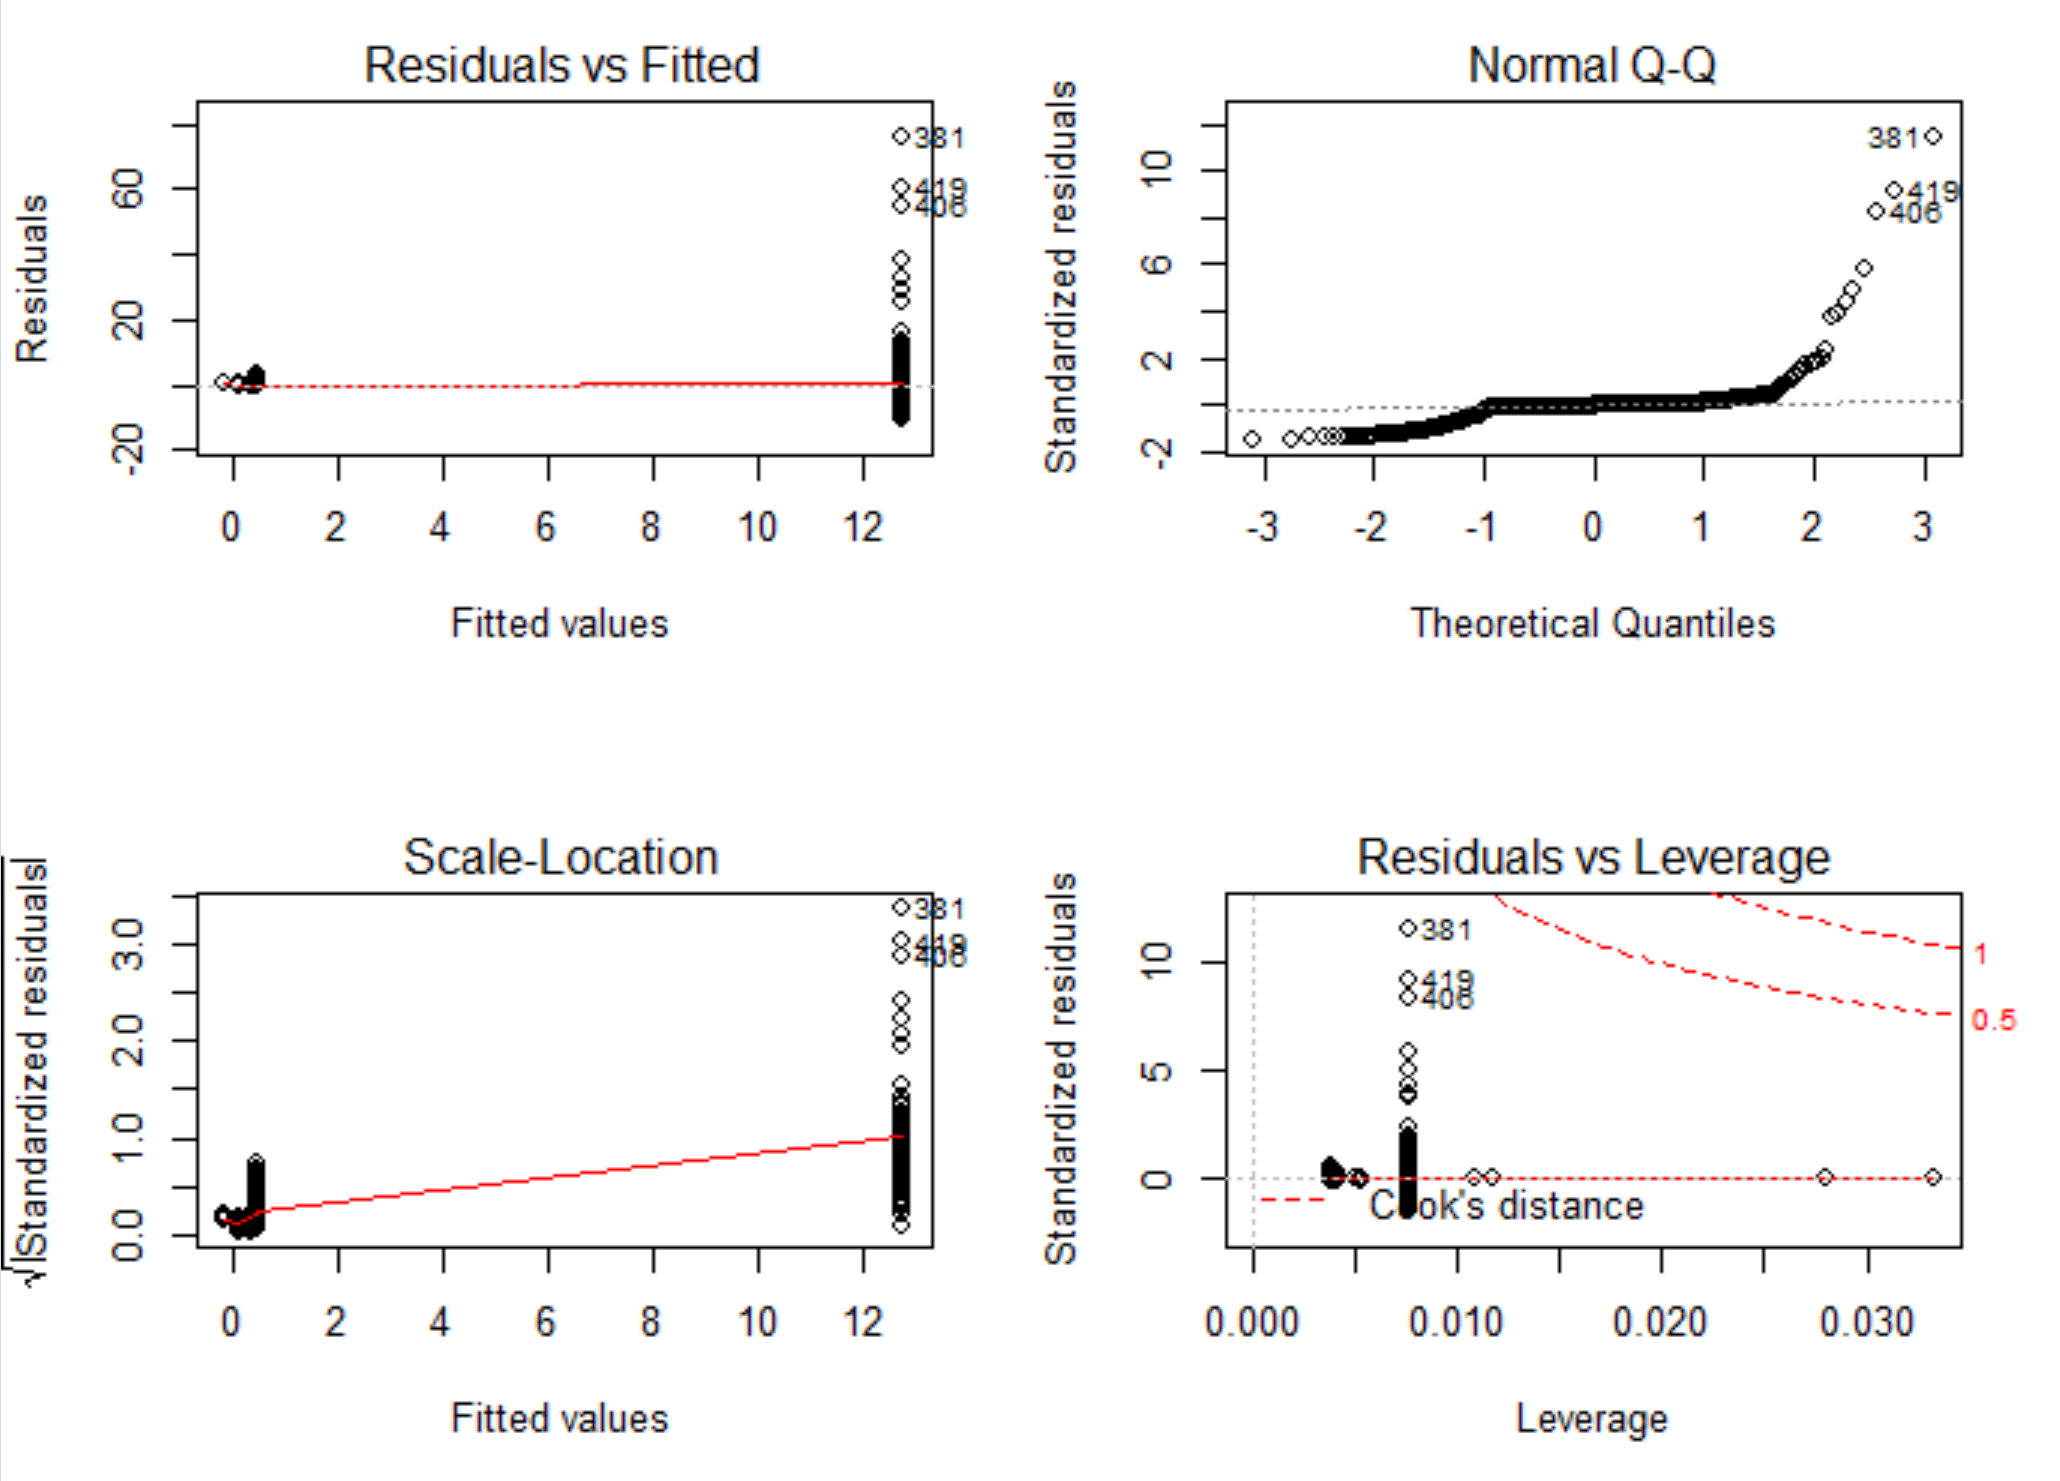 Residuals vs Fitted
Residuals
60
20
-20
381
419
406
0 2 4 6 8 10 12
Fitted values
Normal Q-Q
Standardized residuals
10
6
2
-2
381
419
406
-3 -2 -1 0 1 2 3
Theoretical Quantiles
Scale-Location
√|Standardized residuals|
3.0
2.0
1.0
0.0
381
419
406
0 2 4 6 8 10 12
Fitted values
Residuals vs Leverage
Standardized residuals
10
5
0
381
419
406
1
0.5
Cook's distance
0.000 0.010 0.020 0.030
Leverage